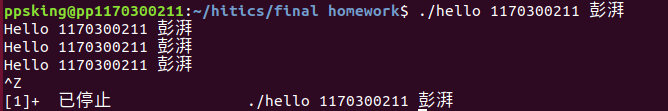 ppsking@pp1170300211:~/hitics/final homework$ ./hello 1170300211 彭湃
Hello 1170300211 彭湃
Hello 1170300211 彭湃
Hello 1170300211 彭湃
^Z
[1]+  已停止               ./hello 1170300211 彭湃